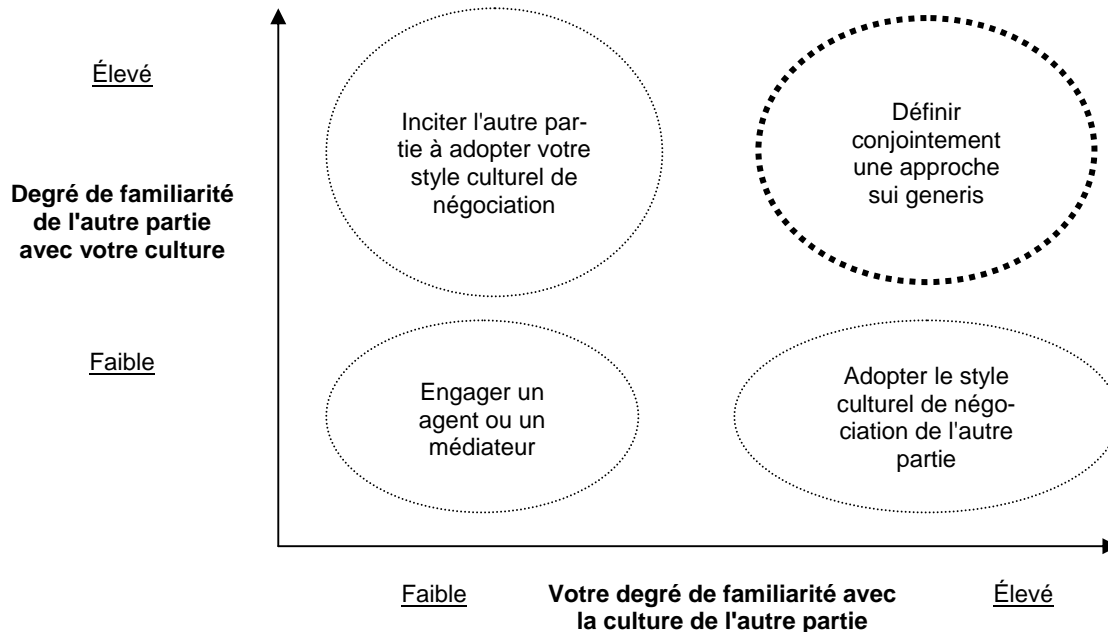 Élevé
Inciter l'autre par-
tie à adopter votre
style culturel de
négociation
Définir
conjointement
une approche
sui generis
Degré de familiarité
de l'autre partie
avec votre culture
Faible
Engager un
agent ou un
médiateur
Adopter le style
culturel de négo-
ciation de l'autre
partie
Faible
Votre degré de familiarité avec
la culture de l'autre partie
Élevé